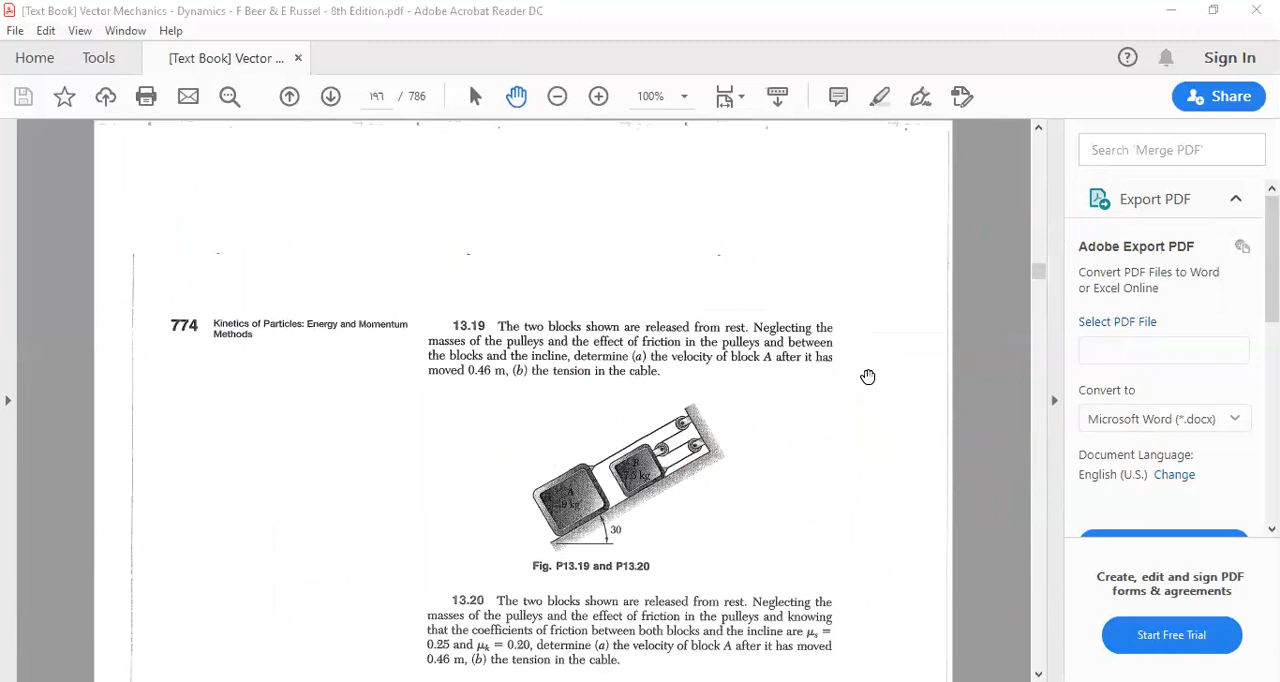 [Text Book] Vector Mechanics - Dynamics - F Beer & E Russel - 8th Edition.pdf - Adobe Acrobat Reader DC
File Edit View Window Help
Home Tools [Text Book] Vector ... × Sign In
١٩٦ / 786 100% Share
Search 'Merge PDF'
Export PDF
Adobe Export PDF
Convert PDF Files to Word
or Excel Online
Select PDF File
Convert to
Microsoft Word (*.docx)
Document Language:
English (U.S.) Change
Create, edit and sign PDF
forms & agreements
Start Free Trial
774 Kinetics of Particles: Energy and Momentum
Methods
13.19 The two blocks shown are released from rest. Neglecting the
masses of the pulleys and the effect of friction in the pulleys and between
the blocks and the incline, determine (a) the velocity of block A after it has
moved 0.46 m, (b) the tension in the cable.
A
kg
B
kg
30
Fig. P13.19 and P13.20
13.20 The two blocks shown are released from rest. Neglecting the
masses of the pulleys and the effect of friction in the pulleys and knowing
that the coefficients of friction between both blocks and the incline are μs =
0.25 and μk = 0.20, determine (a) the velocity of block A after it has moved
0.46 m, (b) the tension in the cable.